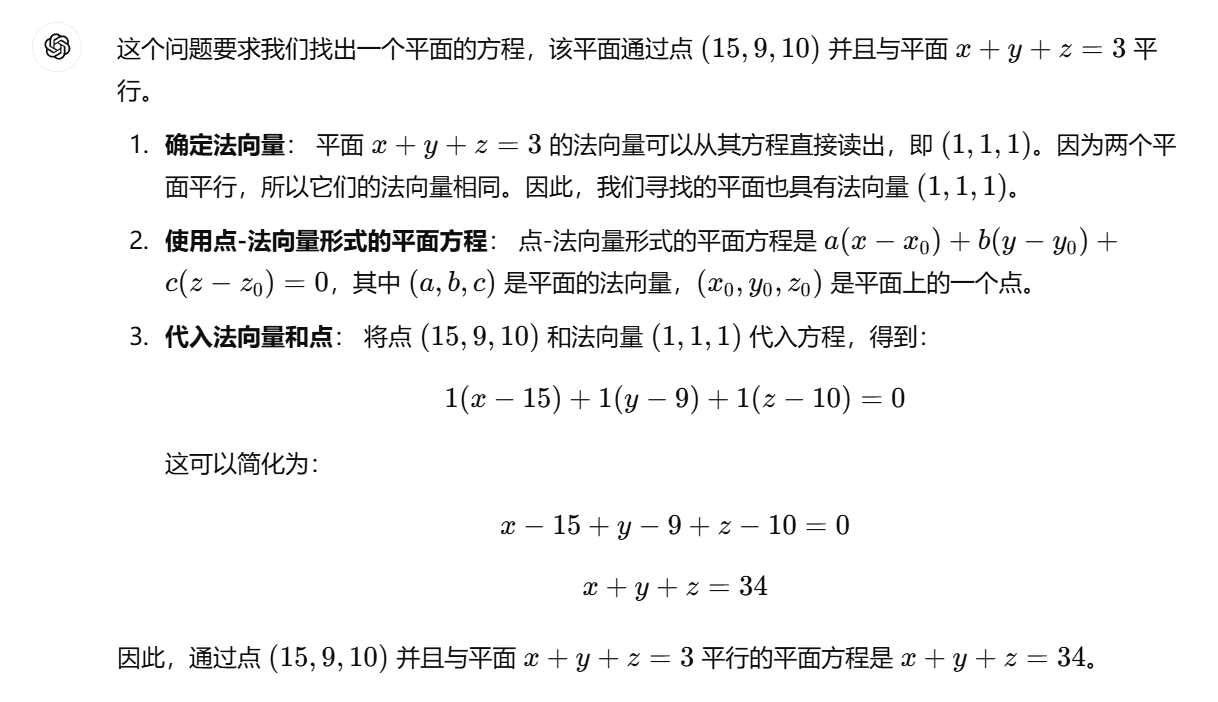 这个问题要求我们找出一个平面的方程，该平面通过点 (15, 9, 10) 并且与平面 x + y + z = 3 平
行。
1. 确定法向量： 平面 x + y + z = 3 的法向量可以从其方程直接读出，即 (1, 1, 1)。因为两个平
面平行，所以它们的法向量相同。因此，我们寻找的平面也具有法向量 (1, 1, 1)。
2. 使用点-法向量形式的平面方程： 点-法向量形式的平面方程是 a(x − x₀) + b(y − y₀) +
c(z − z₀) = 0，其中 (a, b, c) 是平面的法向量，(x₀, y₀, z₀) 是平面上的一个点。
3. 代入法向量和点： 将点 (15, 9, 10) 和法向量 (1, 1, 1) 代入方程，得到：
1(x − 15) + 1(y − 9) + 1(z − 10) = 0
这可以简化为：
x − 15 + y − 9 + z − 10 = 0
x + y + z = 34
因此，通过点 (15, 9, 10) 并且与平面 x + y + z = 3 平行的平面方程是 x + y + z = 34。